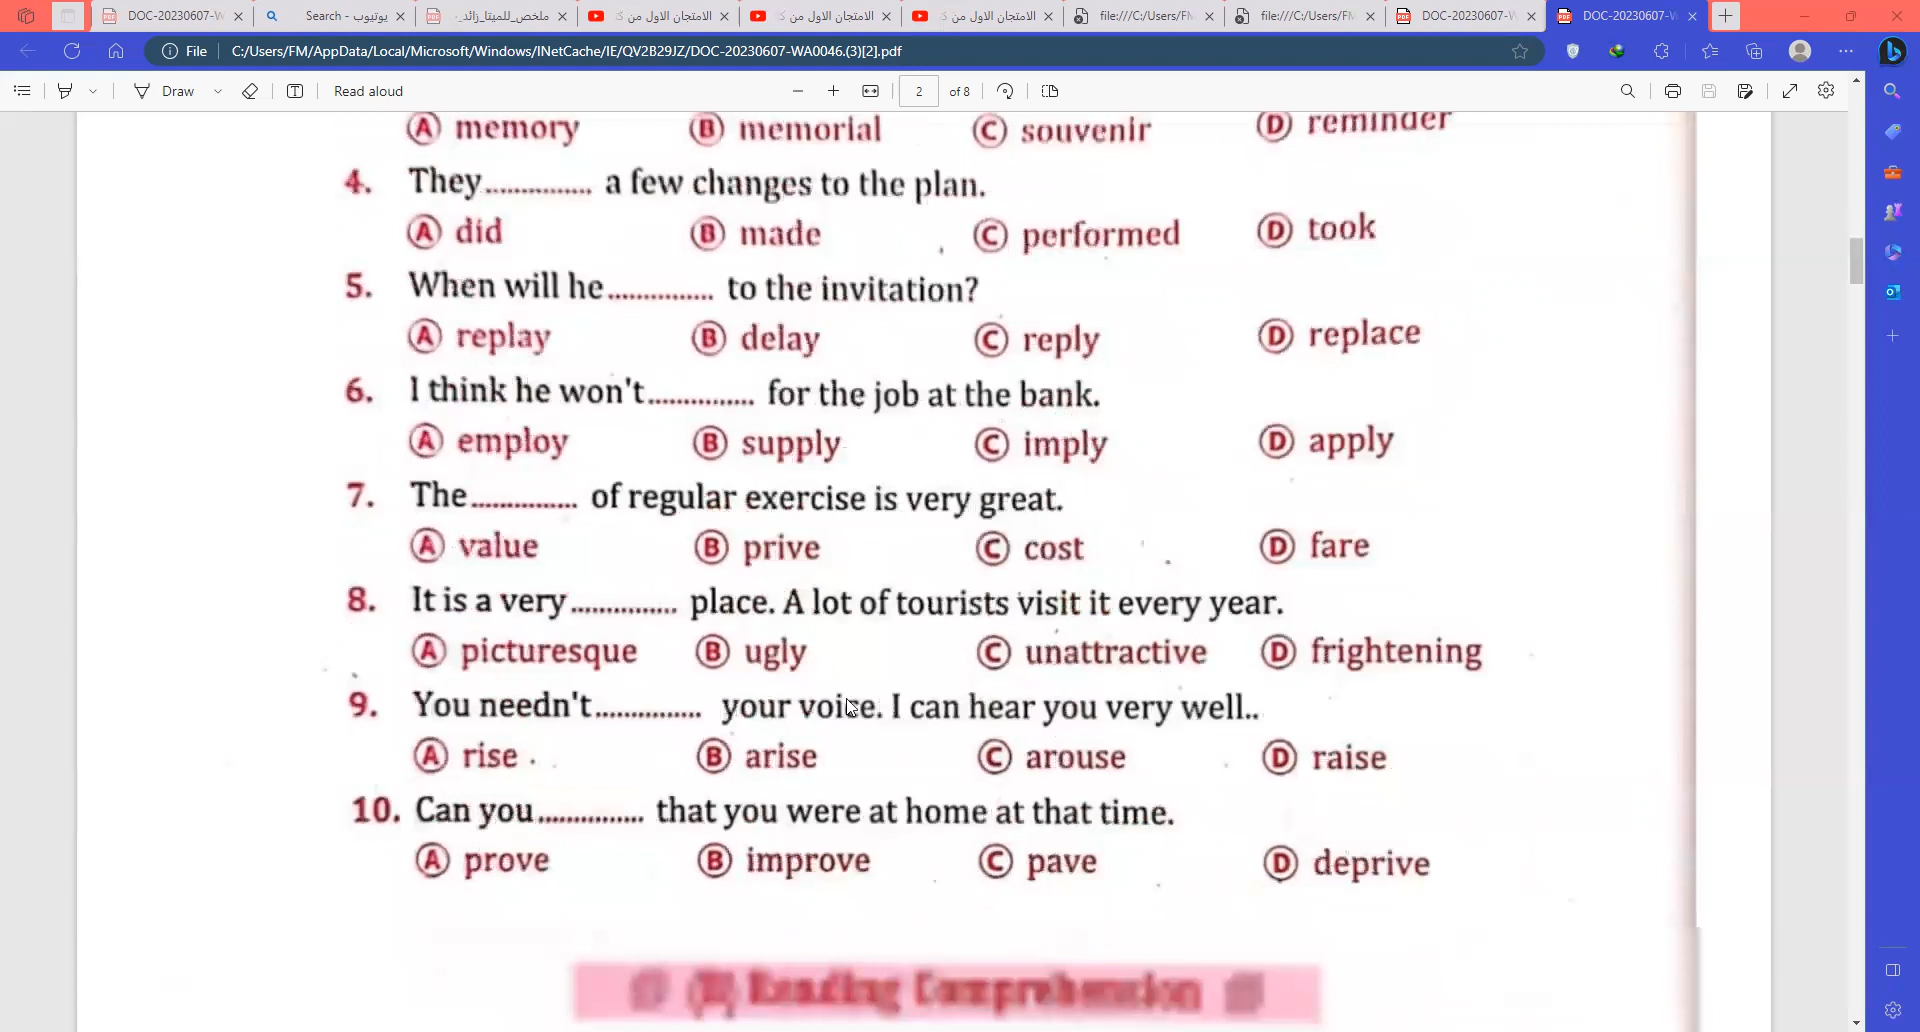 DOC-20230607-W
Search - يوتيوب
ملخص_للميتا_زائد_
الامتحان الاول من ك
الامتحان الاول من ك
الامتحان الاول من ك
file:///C:/Users/FM
file:///C:/Users/FM
DOC-20230607-W
DOC-20230607-W
File C:/Users/FM/AppData/Local/Microsoft/Windows/INetCache/IE/QV2B29JZ/DOC-20230607-WA0046.(3)[2].pdf
Draw Read aloud 2 of 8
A memory B memorial C souvenir D reminder
4. They............... a few changes to the plan.
A did B made C performed D took
5. When will he............... to the invitation?
A replay B delay C reply D replace
6. I think he won't............... for the job at the bank.
A employ B supply C imply D apply
7. The............... of regular exercise is very great.
A value B prive C cost D fare
8. It is a very............... place. A lot of tourists visit it every year.
A picturesque B ugly C unattractive D frightening
9. You needn't............... your voice. I can hear you very well..
A rise B arise C arouse D raise
10. Can you............... that you were at home at that time.
A prove B improve C pave D deprive
(B) Reading Comprehension